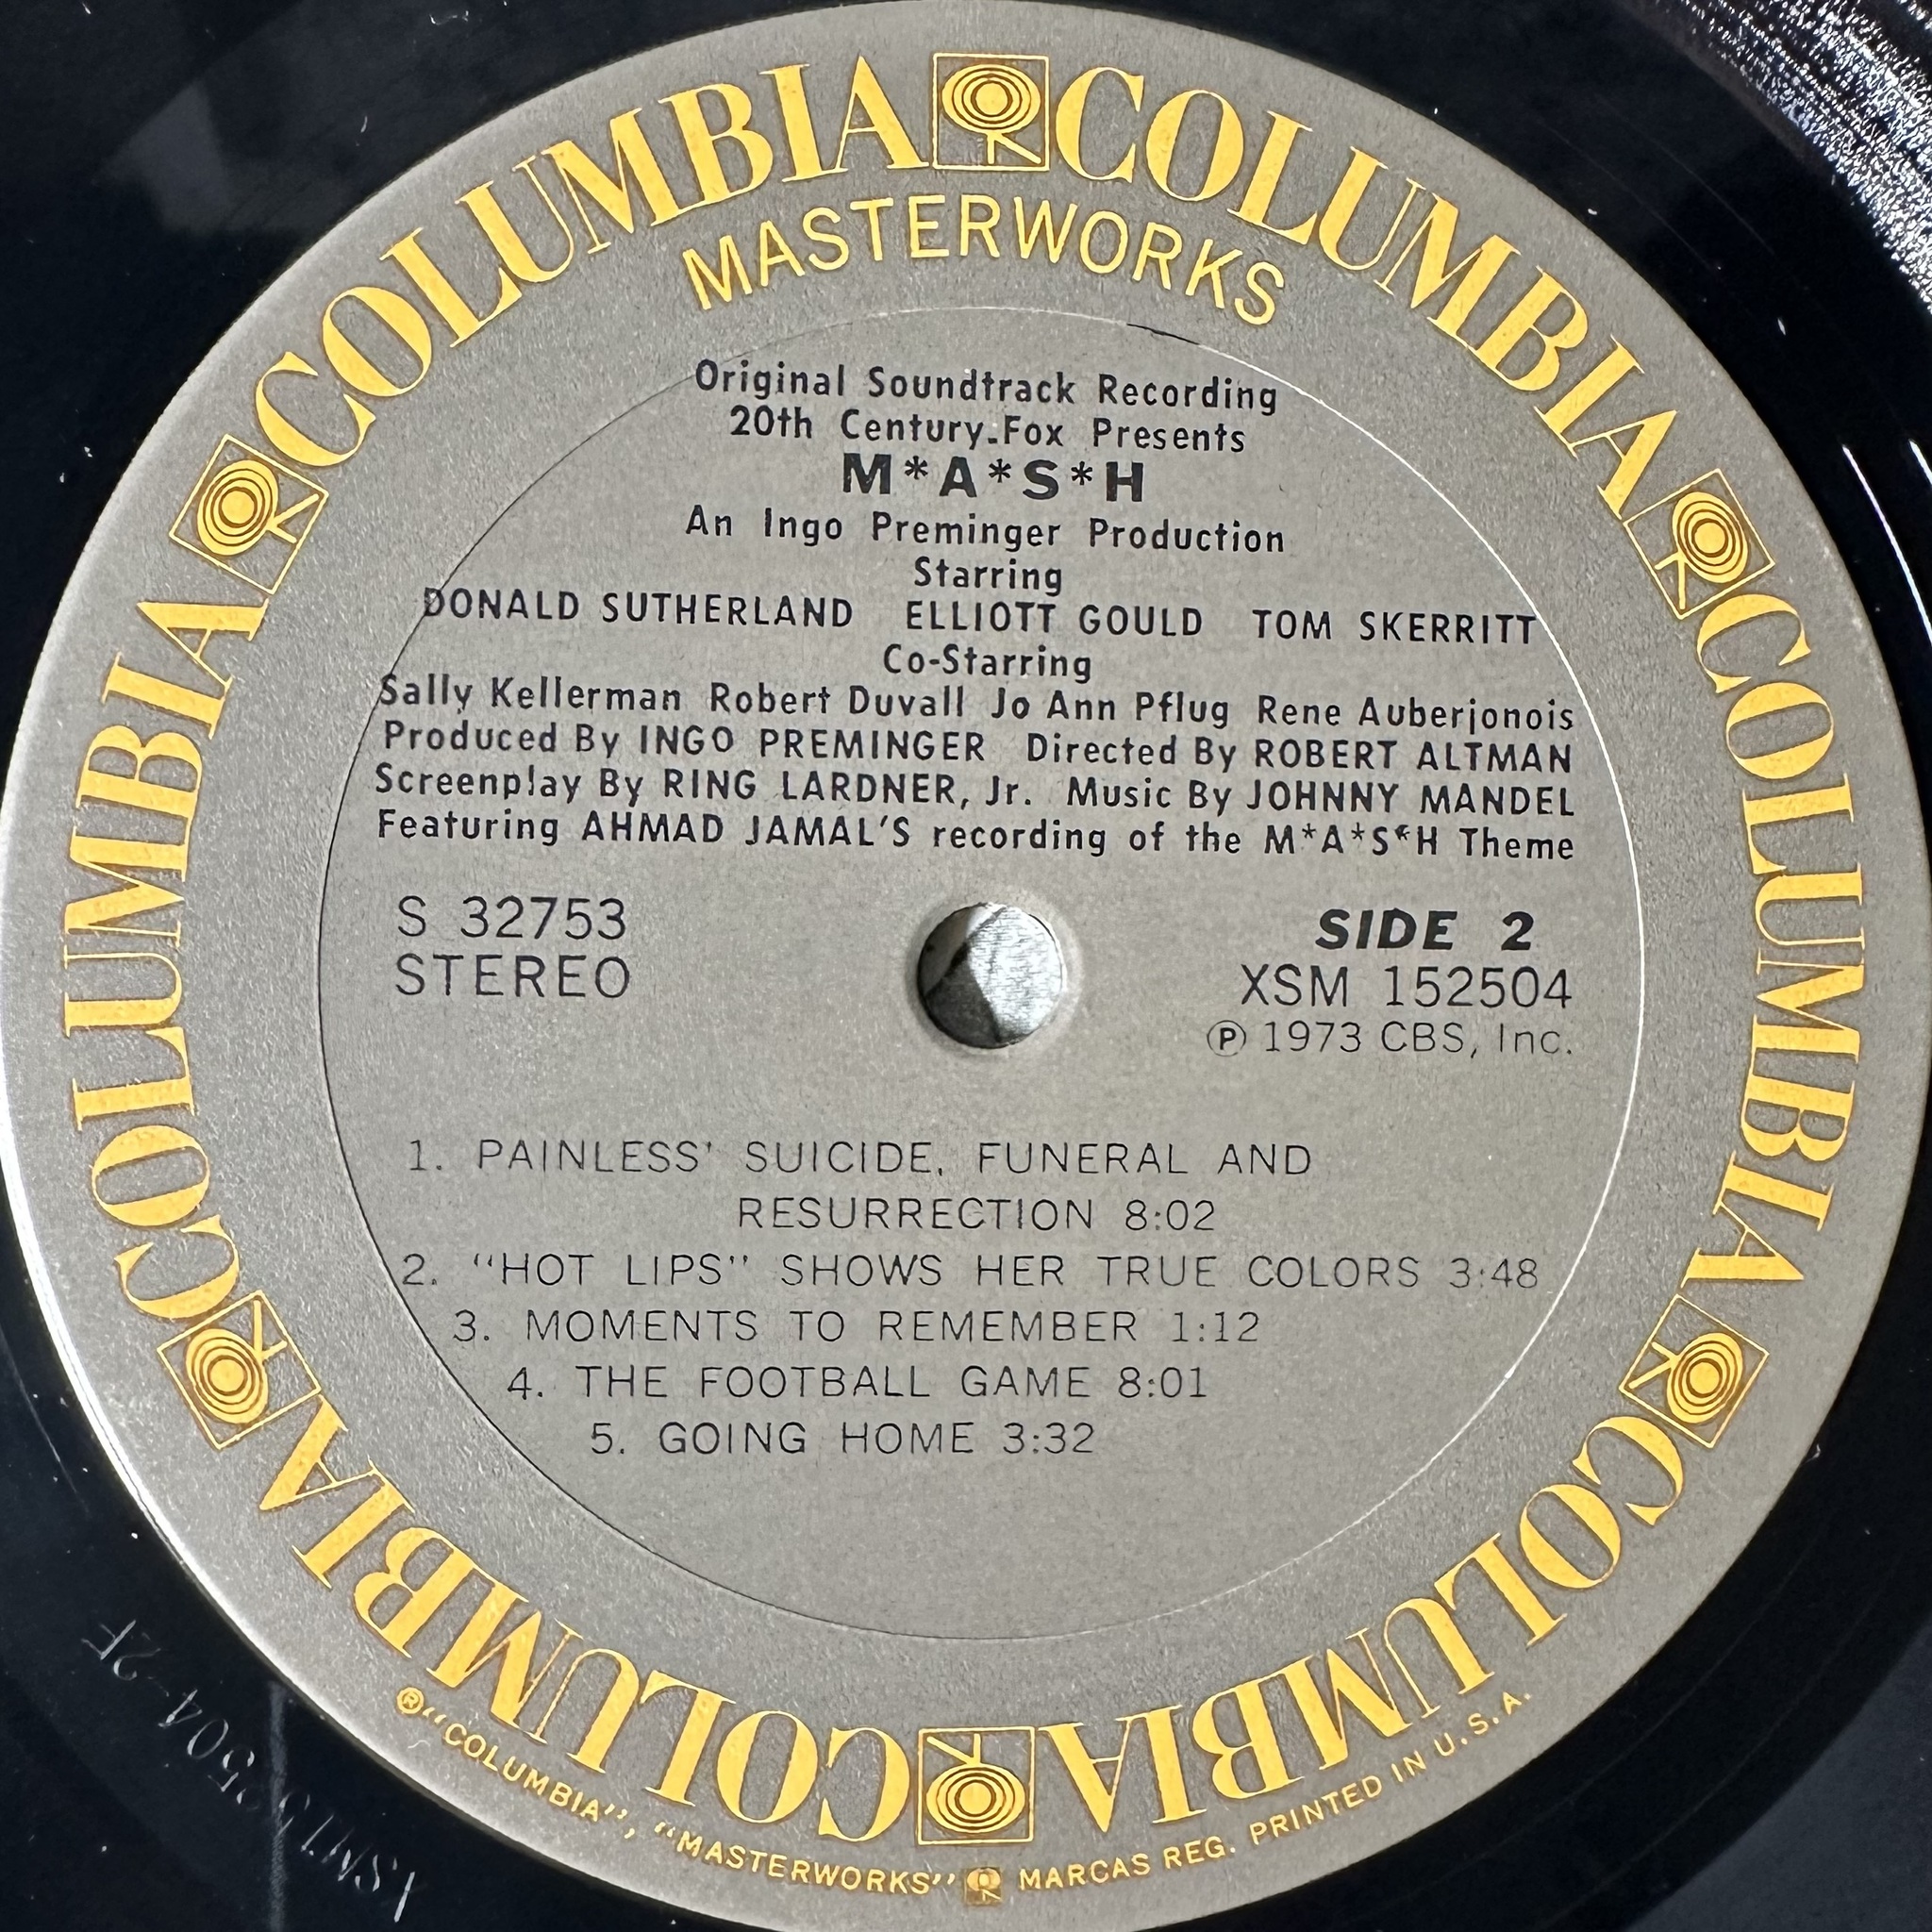 COLUMBIA COLUMBIA COLUMBIA COLUMBIA COLUMBIA COLUMBIA
MASTERWORKS
Original Soundtrack Recording
20th Century-Fox Presents
M*A*S*H
An Ingo Preminger Production
Starring
DONALD SUTHERLAND ELLIOTT GOULD TOM SKERRITT
Co-Starring
Sally Kellerman Robert Duvall Jo Ann Pflug Rene Auberjonois
Produced By INGO PREMINGER Directed By ROBERT ALTMAN
Screenplay By RING LARDNER, Jr. Music By JOHNNY MANDEL
Featuring AHMAD JAMAL'S recording of the M*A*S*H Theme
S 32753
STEREO
SIDE 2
XSM 152504
Ⓟ 1973 CBS, Inc.
1. PAINLESS' SUICIDE, FUNERAL AND
RESURRECTION 8:02
2. "HOT LIPS" SHOWS HER TRUE COLORS 3:48
3. MOMENTS TO REMEMBER 1:12
4. THE FOOTBALL GAME 8:01
5. GOING HOME 3:32
®"COLUMBIA", "MASTERWORKS" MARCAS REG. PRINTED IN U.S.A.